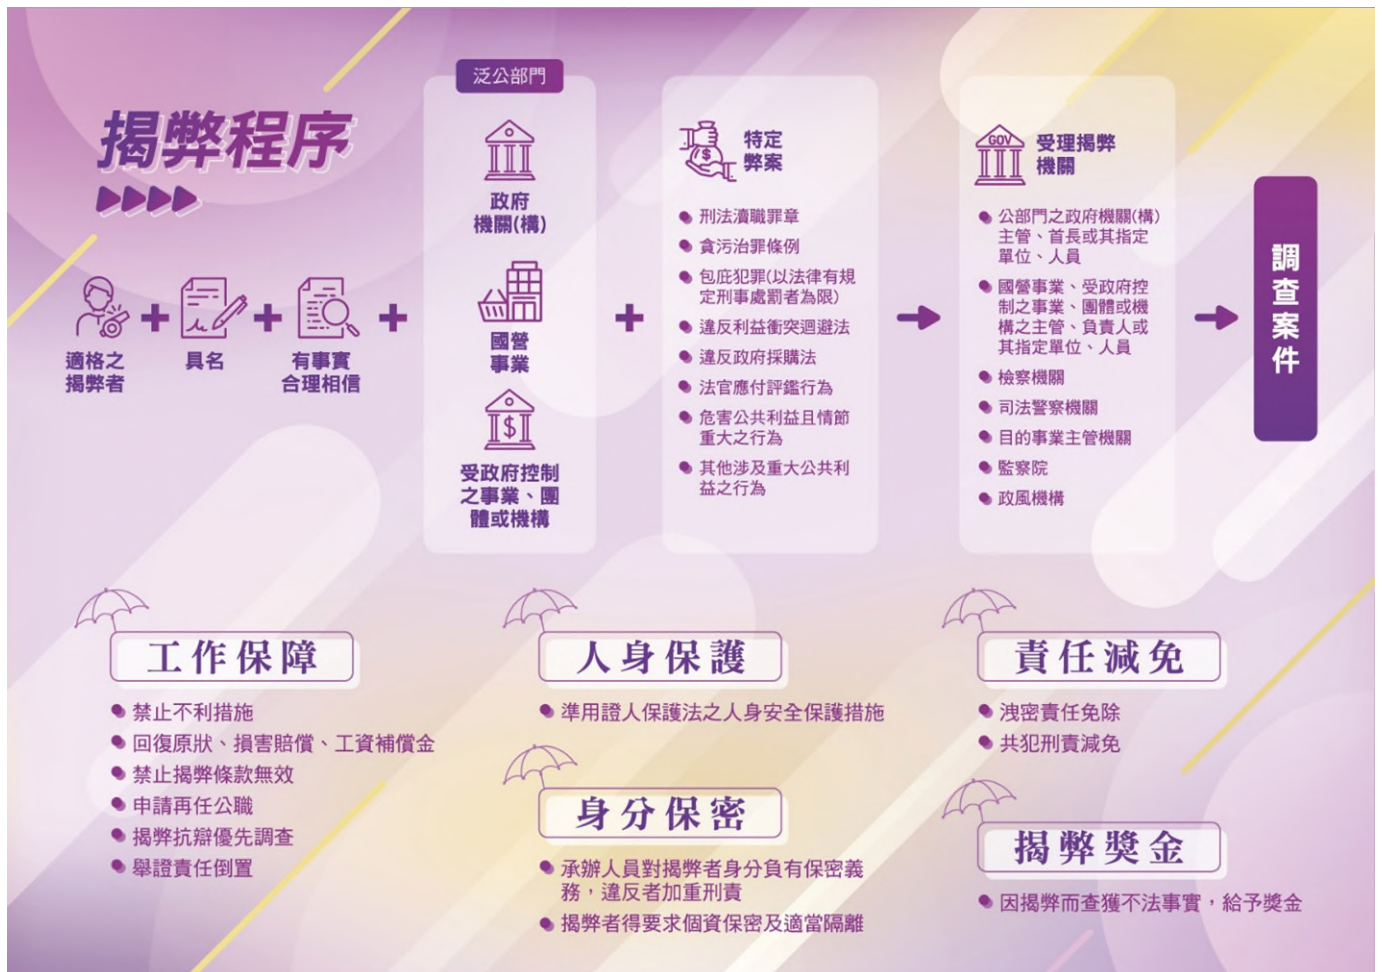 揭弊程序
適格之
揭弊者
具名
有事實
合理相信
泛公部門
政府
機關(構)
國營
事業
受政府控制
之事業、團
體或機構
特定
弊案
刑法瀆職罪章
貪污治罪條例
包庇犯罪(以法律有規
定刑事處罰者為限)
違反利益衝突迴避法
違反政府採購法
法官應付評鑑行為
危害公共利益且情節
重大之行為
其他涉及重大公共利
益之行為
GOV
受理揭弊
機關
公部門之政府機關(構)
主管、首長或其指定
單位、人員
國營事業、受政府控
制之事業、團體或機
構之主管、負責人或
其指定單位、人員
檢察機關
司法警察機關
目的事業主管機關
監察院
政風機構
調查案件
工作保障
禁止不利措施
回復原狀、損害賠償、工資補償金
禁止揭弊條款無效
申請再任公職
揭弊抗辯優先調查
舉證責任倒置
人身保護
準用證人保護法之人身安全保護措施
身分保密
承辦人員對揭弊者身分負有保密義
務，違反者加重刑責
揭弊者得要求個資保密及適當隔離
責任減免
洩密責任免除
共犯刑責減免
揭弊獎金
因揭弊而查獲不法事實，給予獎金